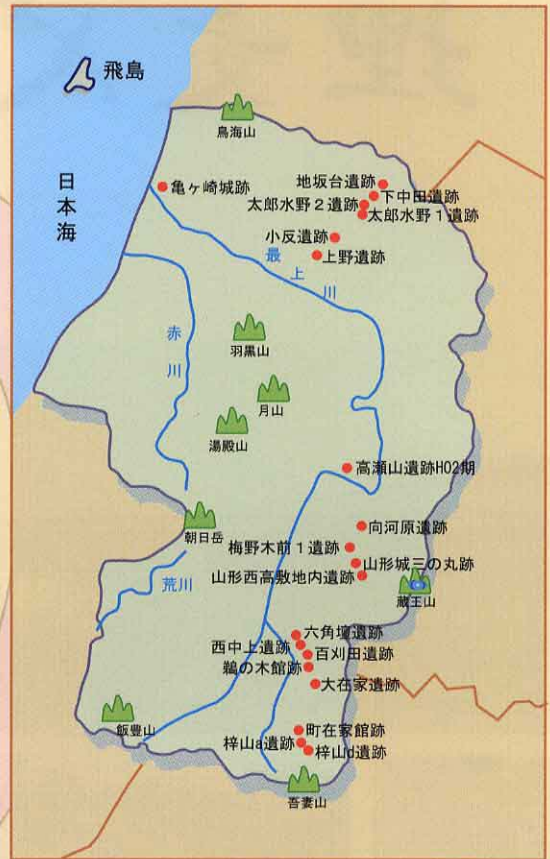 飛島
鳥海山
日本海
亀ヶ崎城跡
地坂台遺跡
下中田遺跡
太郎水野2遺跡
太郎水野1遺跡
小反遺跡
上野遺跡
最上川
赤川
羽黒山
月山
湯殿山
高瀬山遺跡HO2期
朝日岳
向河原遺跡
梅野木前1遺跡
山形城三の丸跡
山形西高敷地内遺跡
蔵王山
荒川
六角壇遺跡
西中上遺跡
百刈田遺跡
鵜の木館跡
大在家遺跡
飯豊山
町在家館跡
梓山a遺跡
梓山d遺跡
吾妻山